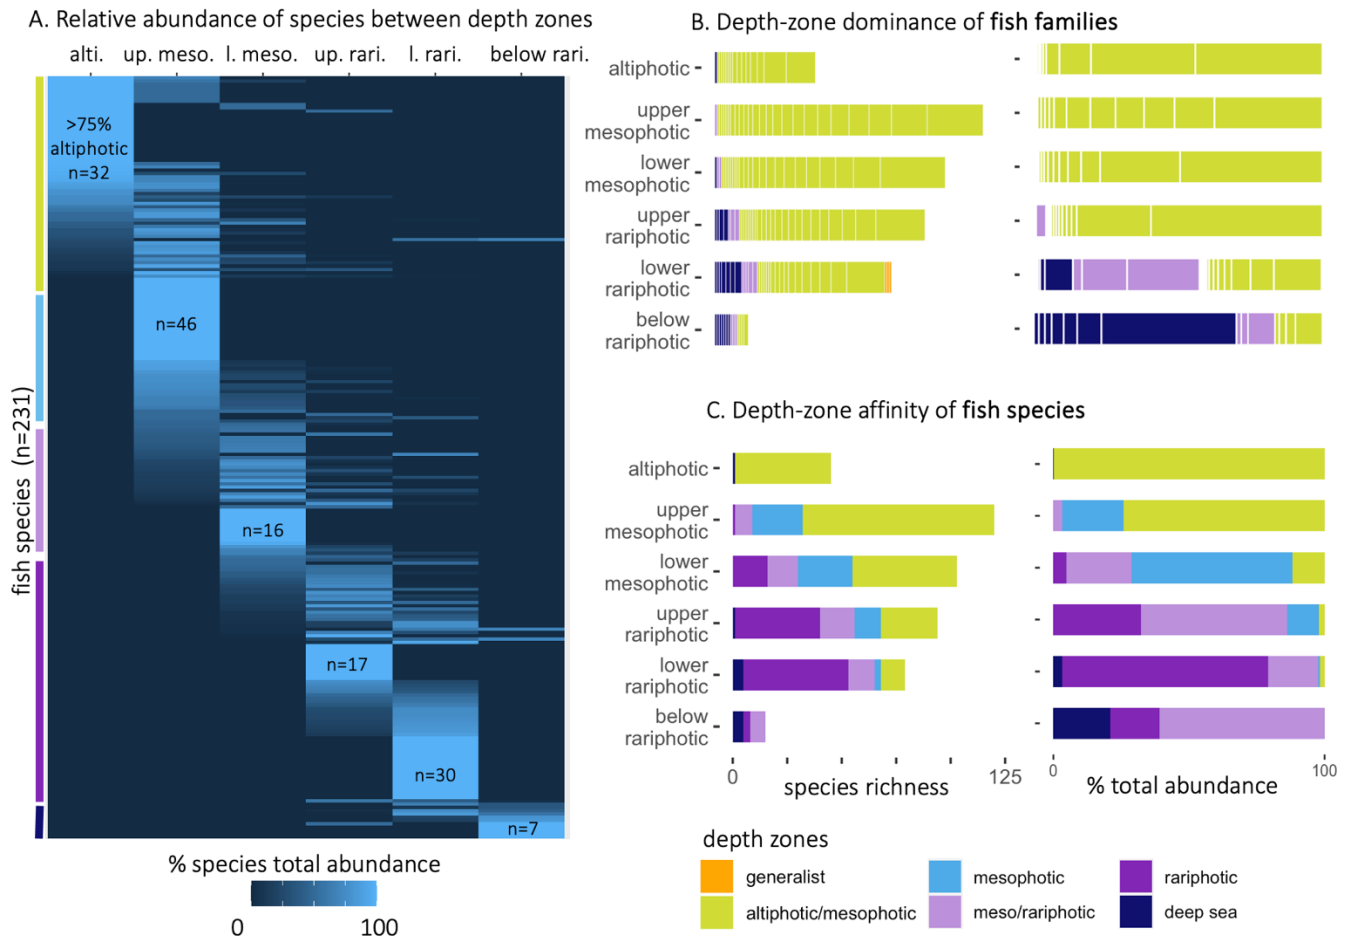 A. Relative abundance of species between depth zones
alti. up. meso. l. meso. up. rari. l. rari. below rari.
>75%
altiphotic
n=32
n=46
n=16
n=17
n=30
n=7
fish species (n=231)
% species total abundance
0 100
B. Depth-zone dominance of fish families
altiphotic
upper
mesophotic
lower
mesophotic
upper
rariphotic
lower
rariphotic
below
rariphotic
C. Depth-zone affinity of fish species
altiphotic
upper
mesophotic
lower
mesophotic
upper
rariphotic
lower
rariphotic
below
rariphotic
0 125
species richness
0 100
% total abundance
depth zones
generalist mesophotic rariphotic
altiphotic/mesophotic meso/rariphotic deep sea